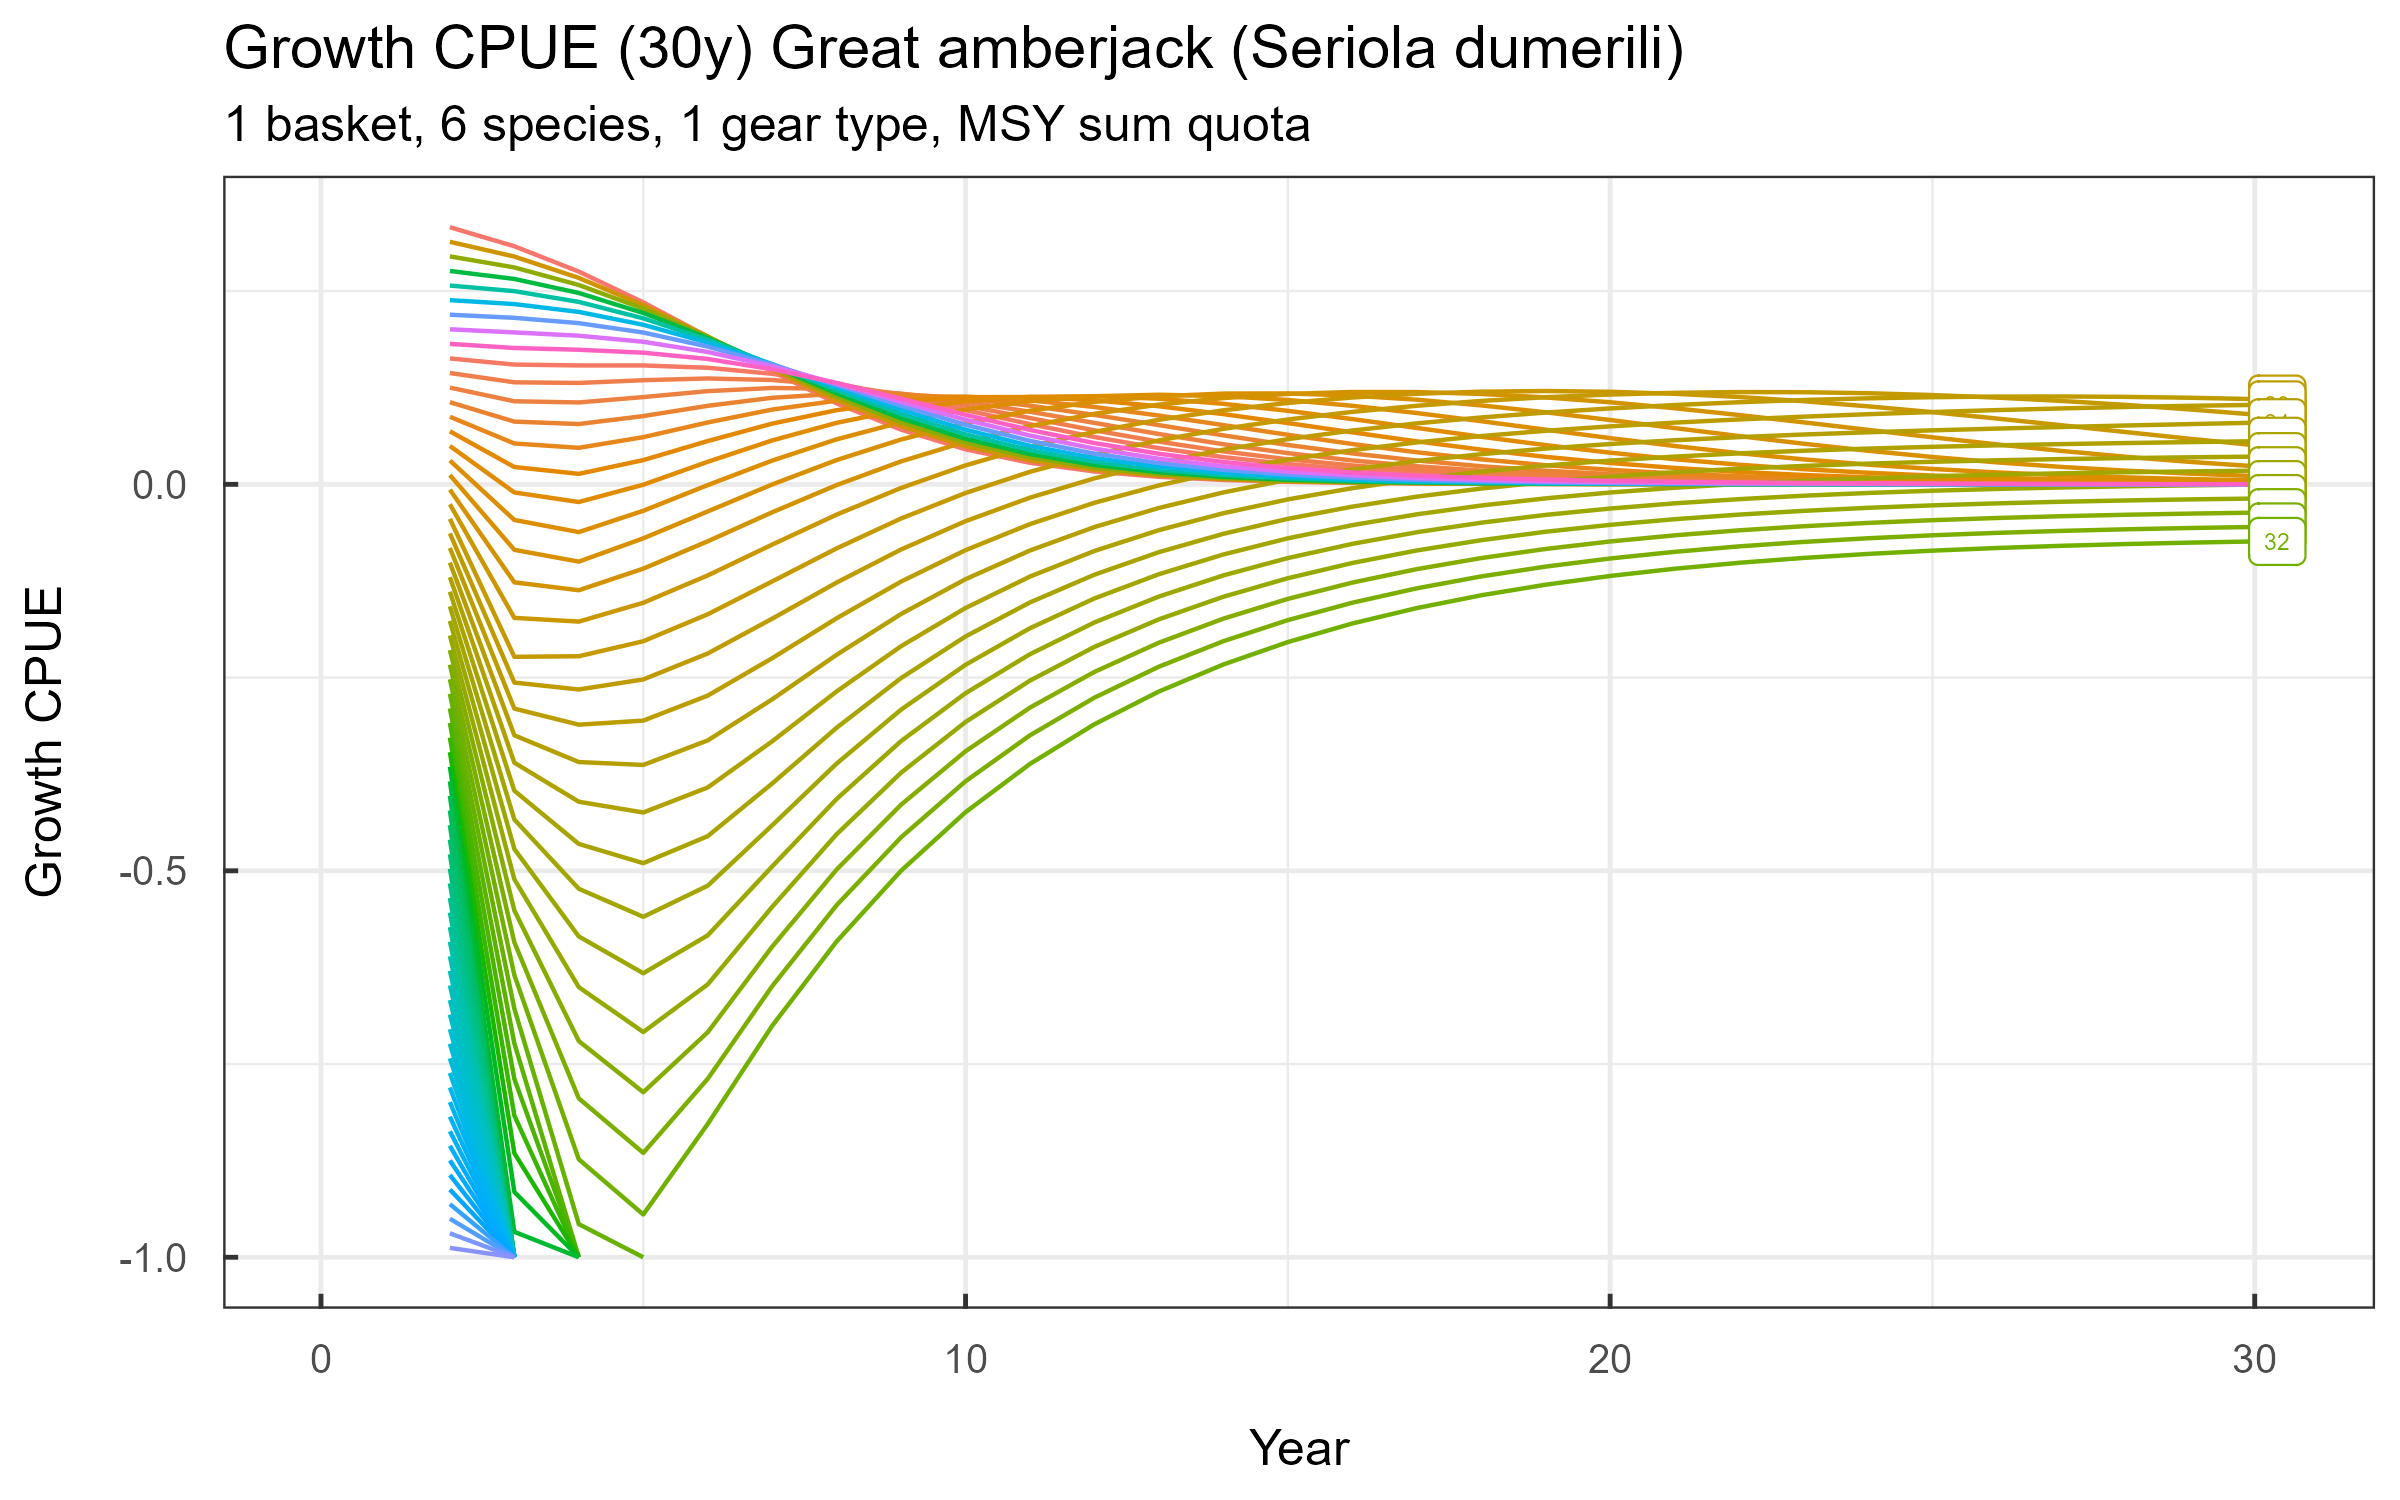 Growth CPUE (30y) Great amberjack (Seriola dumerili)
1 basket, 6 species, 1 gear type, MSY sum quota
Growth CPUE
0.0
-0.5
-1.0
32
0 10 20 30
Year